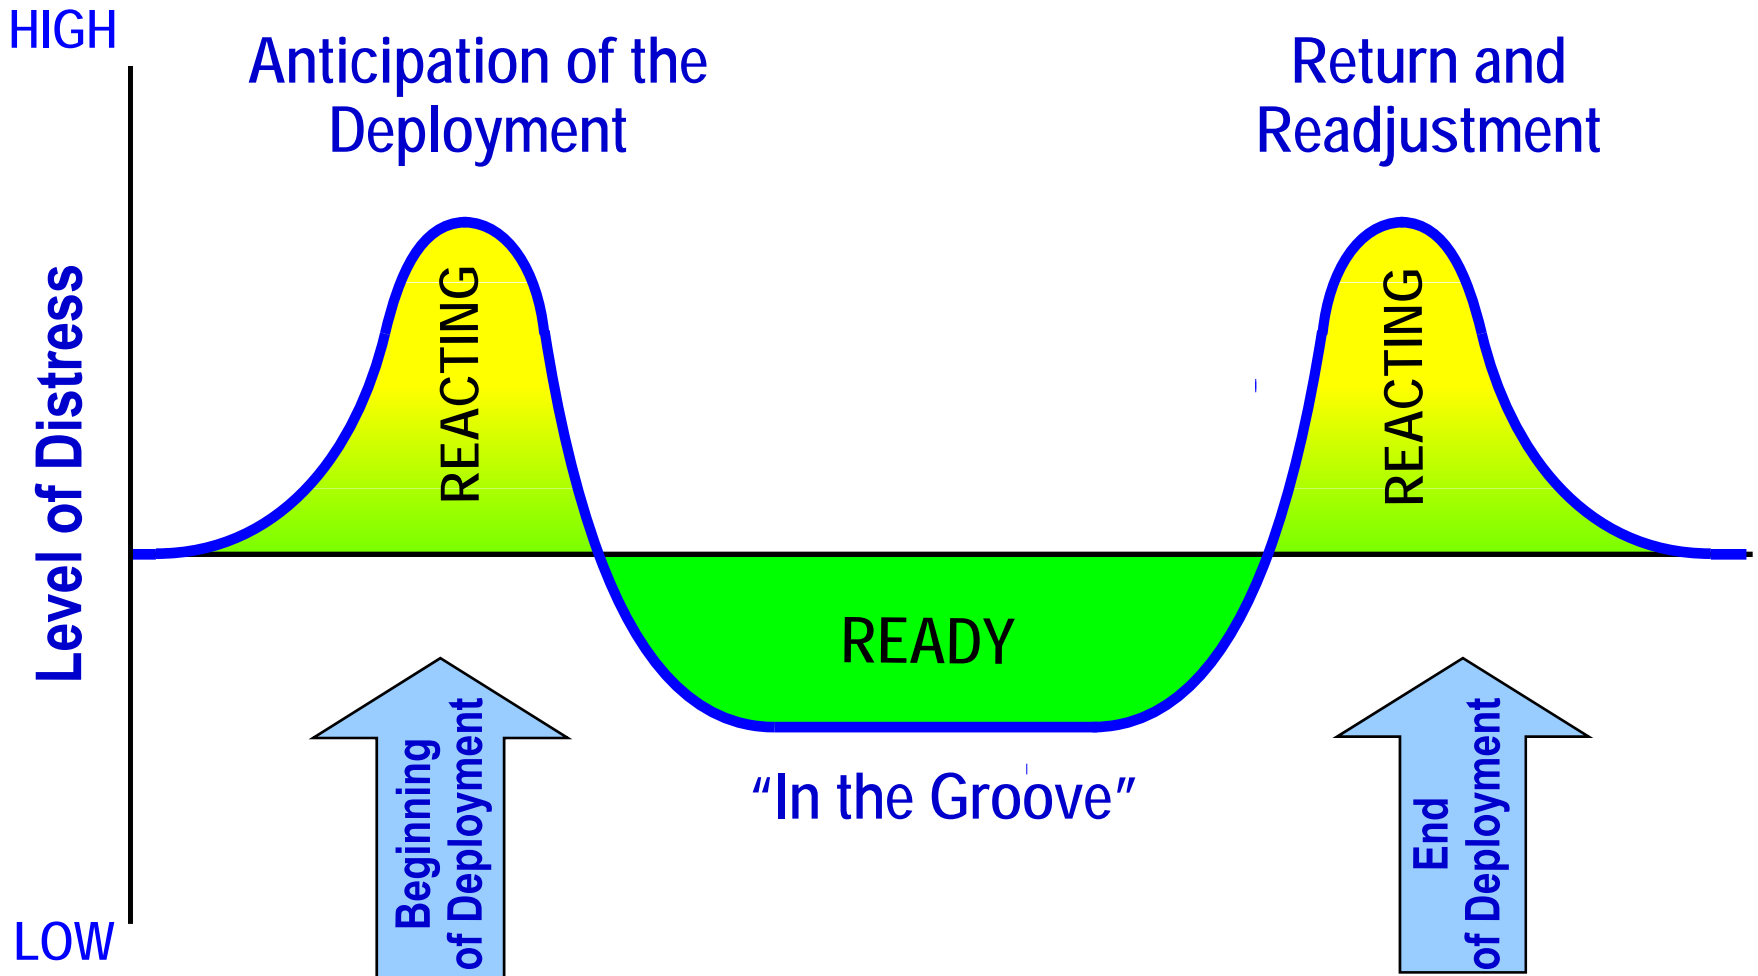 HIGH
Anticipation of the
Deployment
Return and
Readjustment
Level of Distress
REACTING
REACTING
READY
“In the Groove”
Beginning
of Deployment
End
of Deployment
LOW